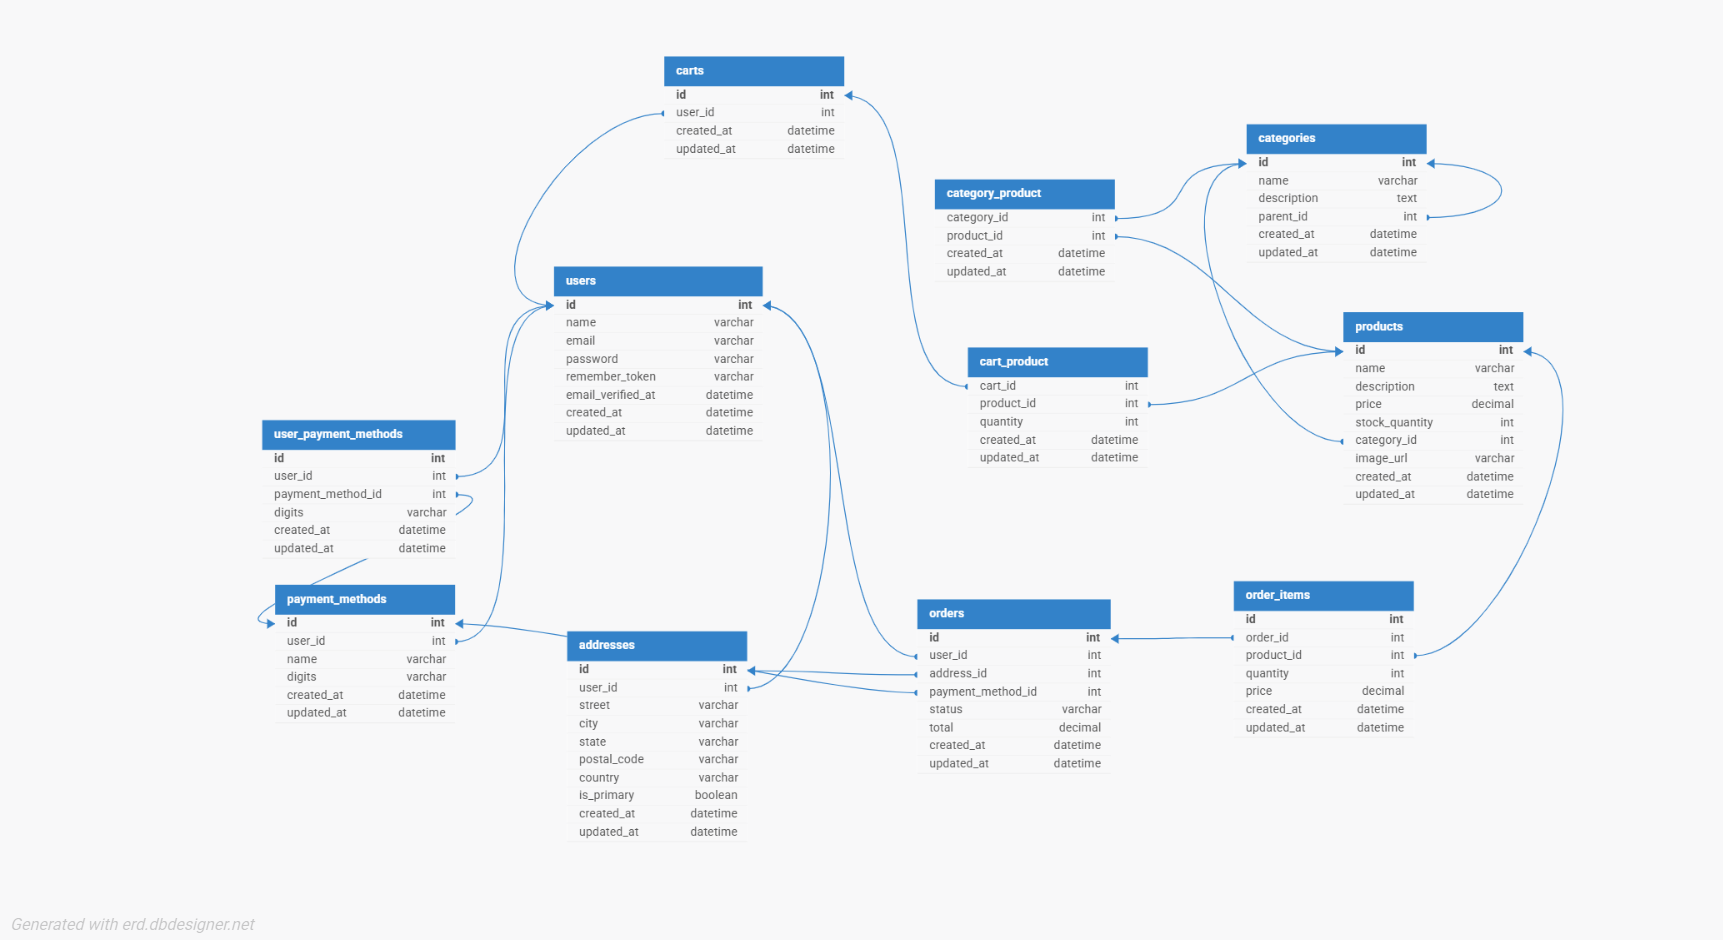 carts
id int
user_id int
created_at datetime
updated_at datetime
categories
id int
name varchar
description text
parent_id int
created_at datetime
updated_at datetime
category_product
category_id int
product_id int
created_at datetime
updated_at datetime
users
id int
name varchar
email varchar
password varchar
remember_token varchar
email_verified_at datetime
created_at datetime
updated_at datetime
products
id int
name varchar
description text
price decimal
stock_quantity int
category_id int
image_url varchar
created_at datetime
updated_at datetime
cart_product
cart_id int
product_id int
quantity int
created_at datetime
updated_at datetime
user_payment_methods
id int
user_id int
payment_method_id int
digits varchar
created_at datetime
updated_at datetime
payment_methods
id int
user_id int
name varchar
digits varchar
created_at datetime
updated_at datetime
addresses
id int
user_id int
street varchar
city varchar
state varchar
postal_code varchar
country varchar
is_primary boolean
created_at datetime
updated_at datetime
orders
id int
user_id int
address_id int
payment_method_id int
status varchar
total decimal
created_at datetime
updated_at datetime
order_items
id int
order_id int
product_id int
quantity int
price decimal
created_at datetime
updated_at datetime
Generated with erd.dbdesigner.net